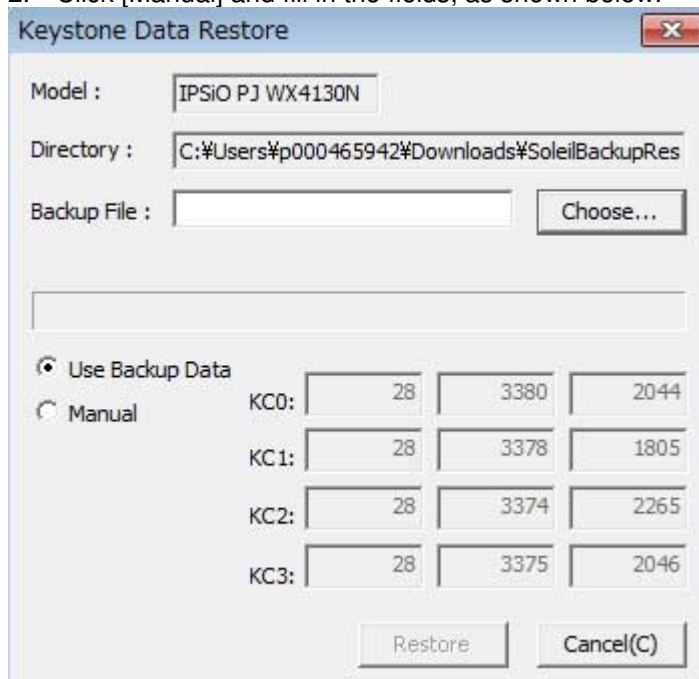 2. Click [Manual] and fill in the fields, as shown below.
Keystone Data Restore
Model : IPSiO PJ WX4130N
Directory : C:¥Users¥p000465942¥Downloads¥SoleilBackupRes
Backup File : Choose...
Use Backup Data
Manual
KC0: 28 3380 2044
KC1: 28 3378 1805
KC2: 28 3374 2265
KC3: 28 3375 2046
Restore Cancel(C)